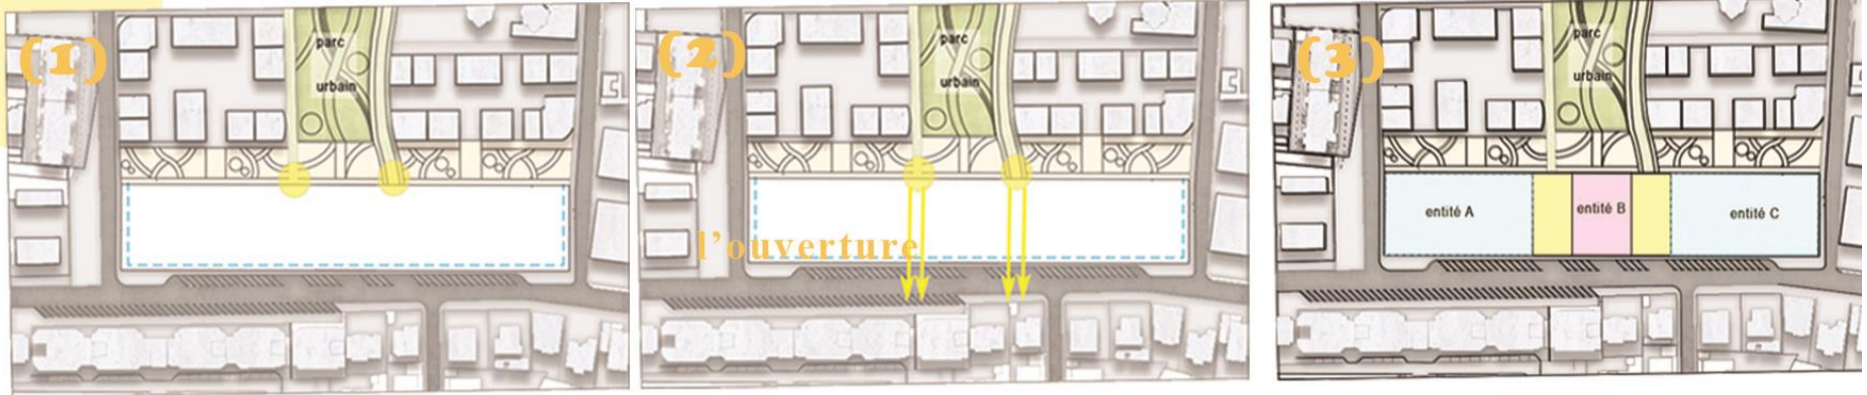 (1)
parc
urbain
(2)
parc
urbain
l'ouverture
(3)
parc
urbain
entité A
entité B
entité C